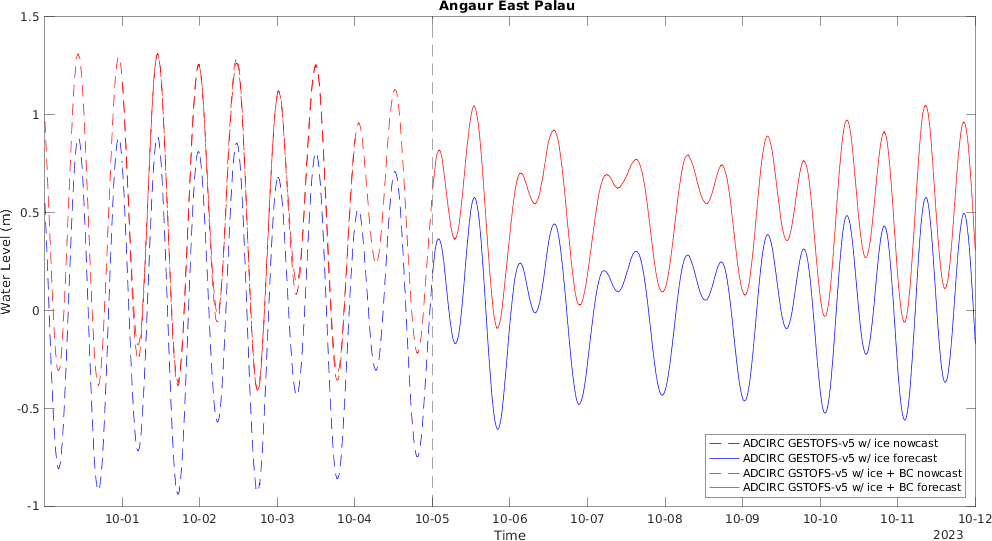 Angaur East Palau
1.5
1
0.5
0
-0.5
-1
Water Level (m)
10-01 10-02 10-03 10-04 10-05 10-06 10-07 10-08 10-09 10-10 10-11 10-12
Time
2023
ADCIRC GESTOFS-v5 w/ ice nowcast
ADCIRC GESTOFS-v5 w/ ice forecast
ADCIRC GSTOFS-v5 w/ ice + BC nowcast
ADCIRC GSTOFS-v5 w/ ice + BC forecast